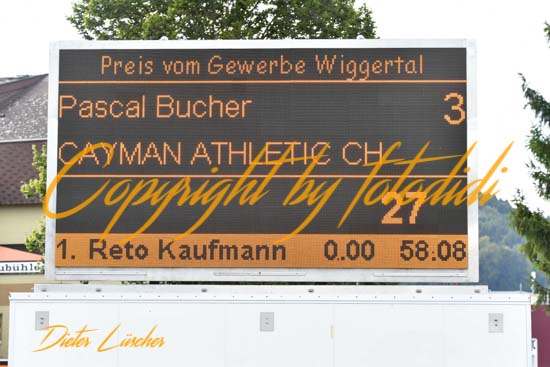 Preis vom Gewerbe Wiggertal
Pascal Bucher 3
CAYMAN ATHLETIC CH
Copyright by fotodidi
27
1. Reto Kaufmann 0.00 58:08
Dieter Lüscher